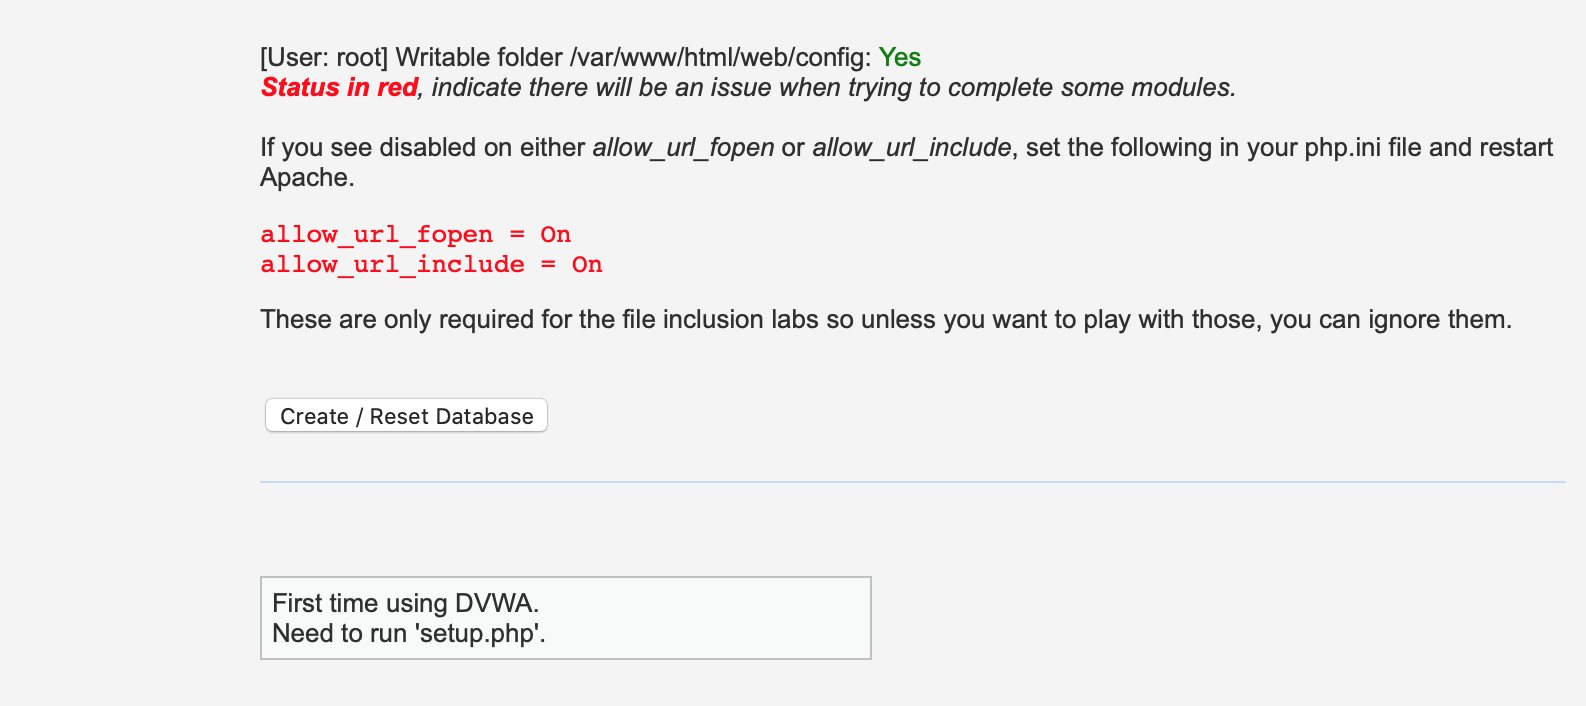 [User: root] Writable folder /var/www/html/web/config: Yes
Status in red, indicate there will be an issue when trying to complete some modules.
If you see disabled on either allow_url_fopen or allow_url_include, set the following in your php.ini file and restart
Apache.
allow_url_fopen = On
allow_url_include = On
These are only required for the file inclusion labs so unless you want to play with those, you can ignore them.
Create / Reset Database
First time using DVWA.
Need to run 'setup.php'.